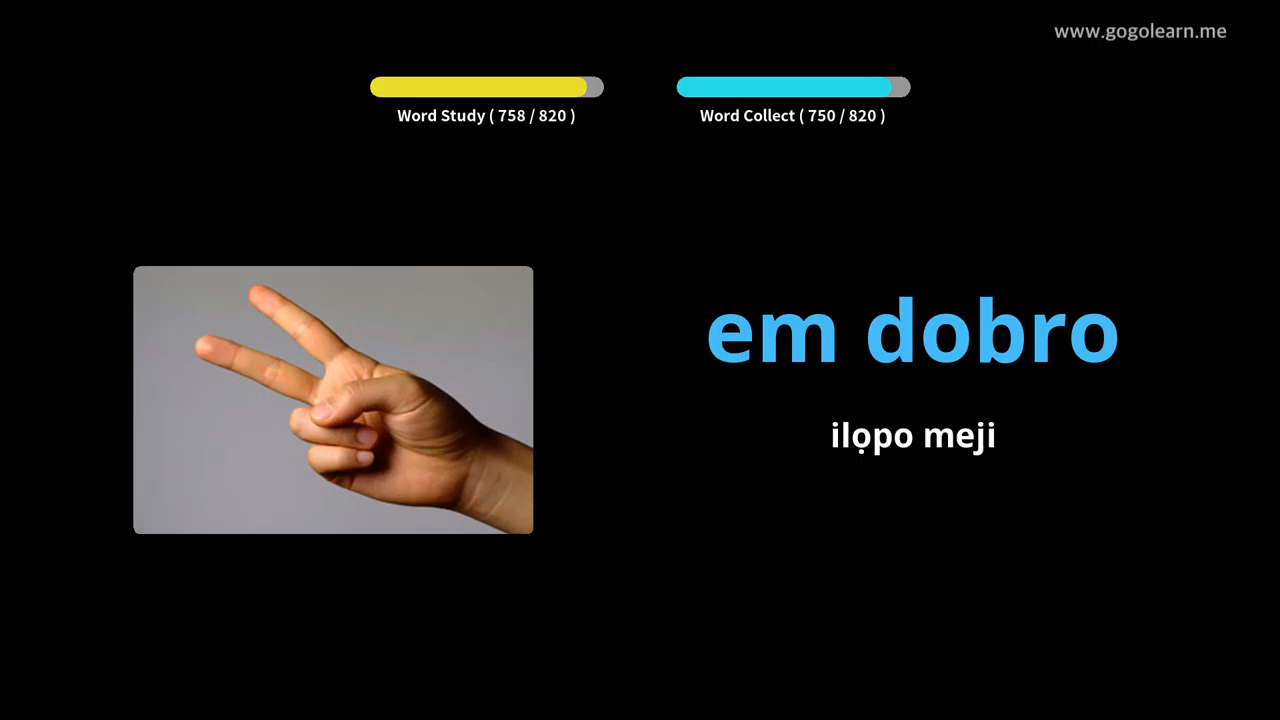 www.gogolearn.me
Word Study ( 758 / 820 )
Word Collect ( 750 / 820 )
em dobro
ilọpo meji